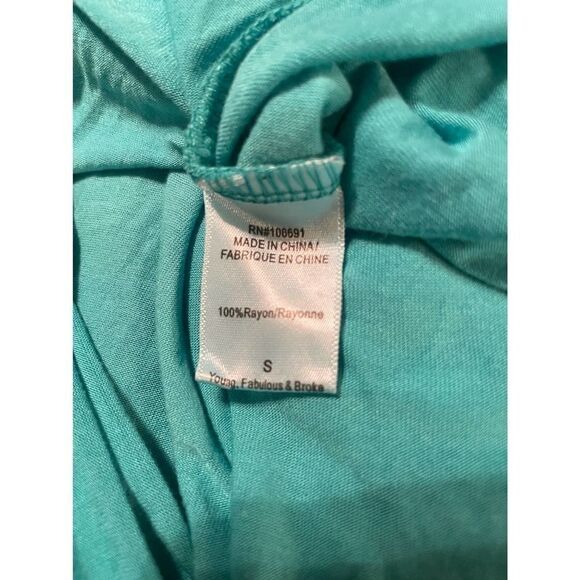 RN#106691
MADE IN CHINA/
FABRIQUE EN CHINE
100%Rayon/Rayonne
S
Young, Fabulous & Broke